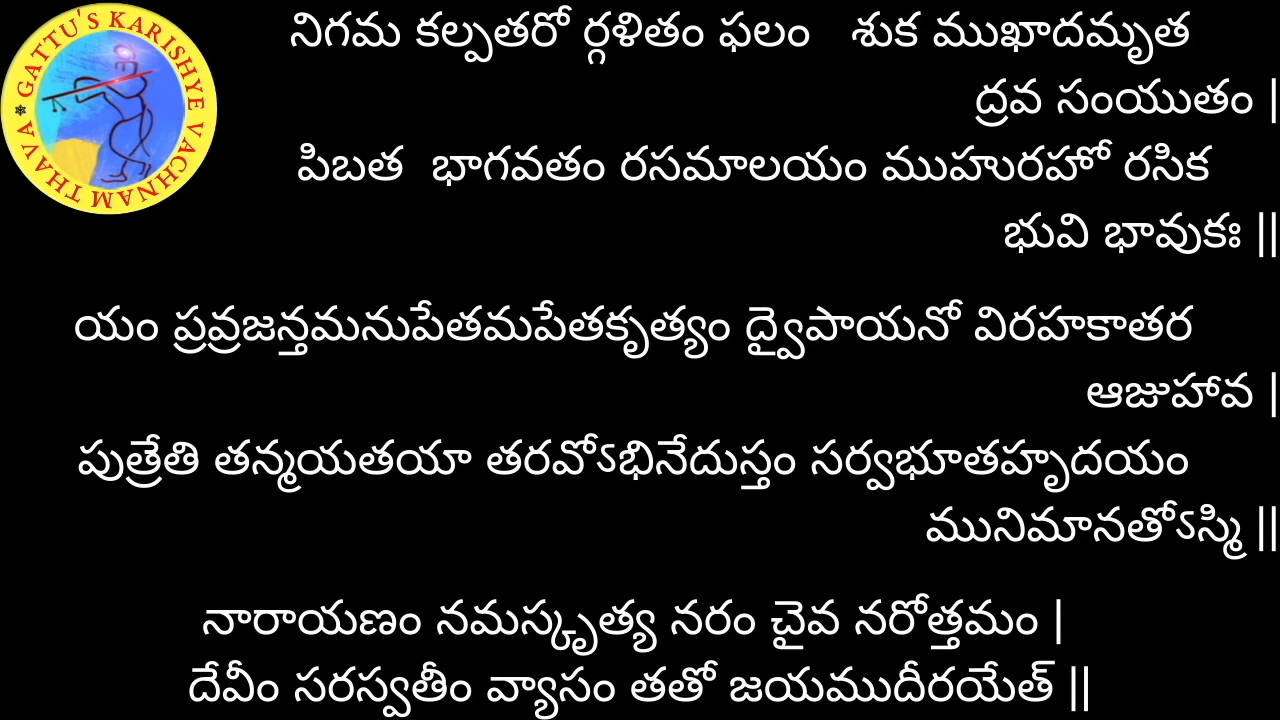 GATTU'S KARISHYE VACHNAM THAVA
నిగమ కల్పతరో ర్గళితం ఫలం శుక ముఖాదమృత
ద్రవ సంయుతం |
పిబత భాగవతం రసమాలయం ముహురహో రసిక
భువి భావుకః ||
యం ప్రవ్రజన్తమనుపేతమపేతకృత్యం ద్వైపాయనో విరహకాతర
ఆజుహావ |
పుత్రేతి తన్మయతయా తరవోఽభినేదుస్తం సర్వభూతహృదయం
మునిమానతోఽస్మి ||
నారాయణం నమస్కృత్య నరం చైవ నరోత్తమం |
దేవీం సరస్వతీం వ్యాసం తతో జయముదీరయేత్ ||